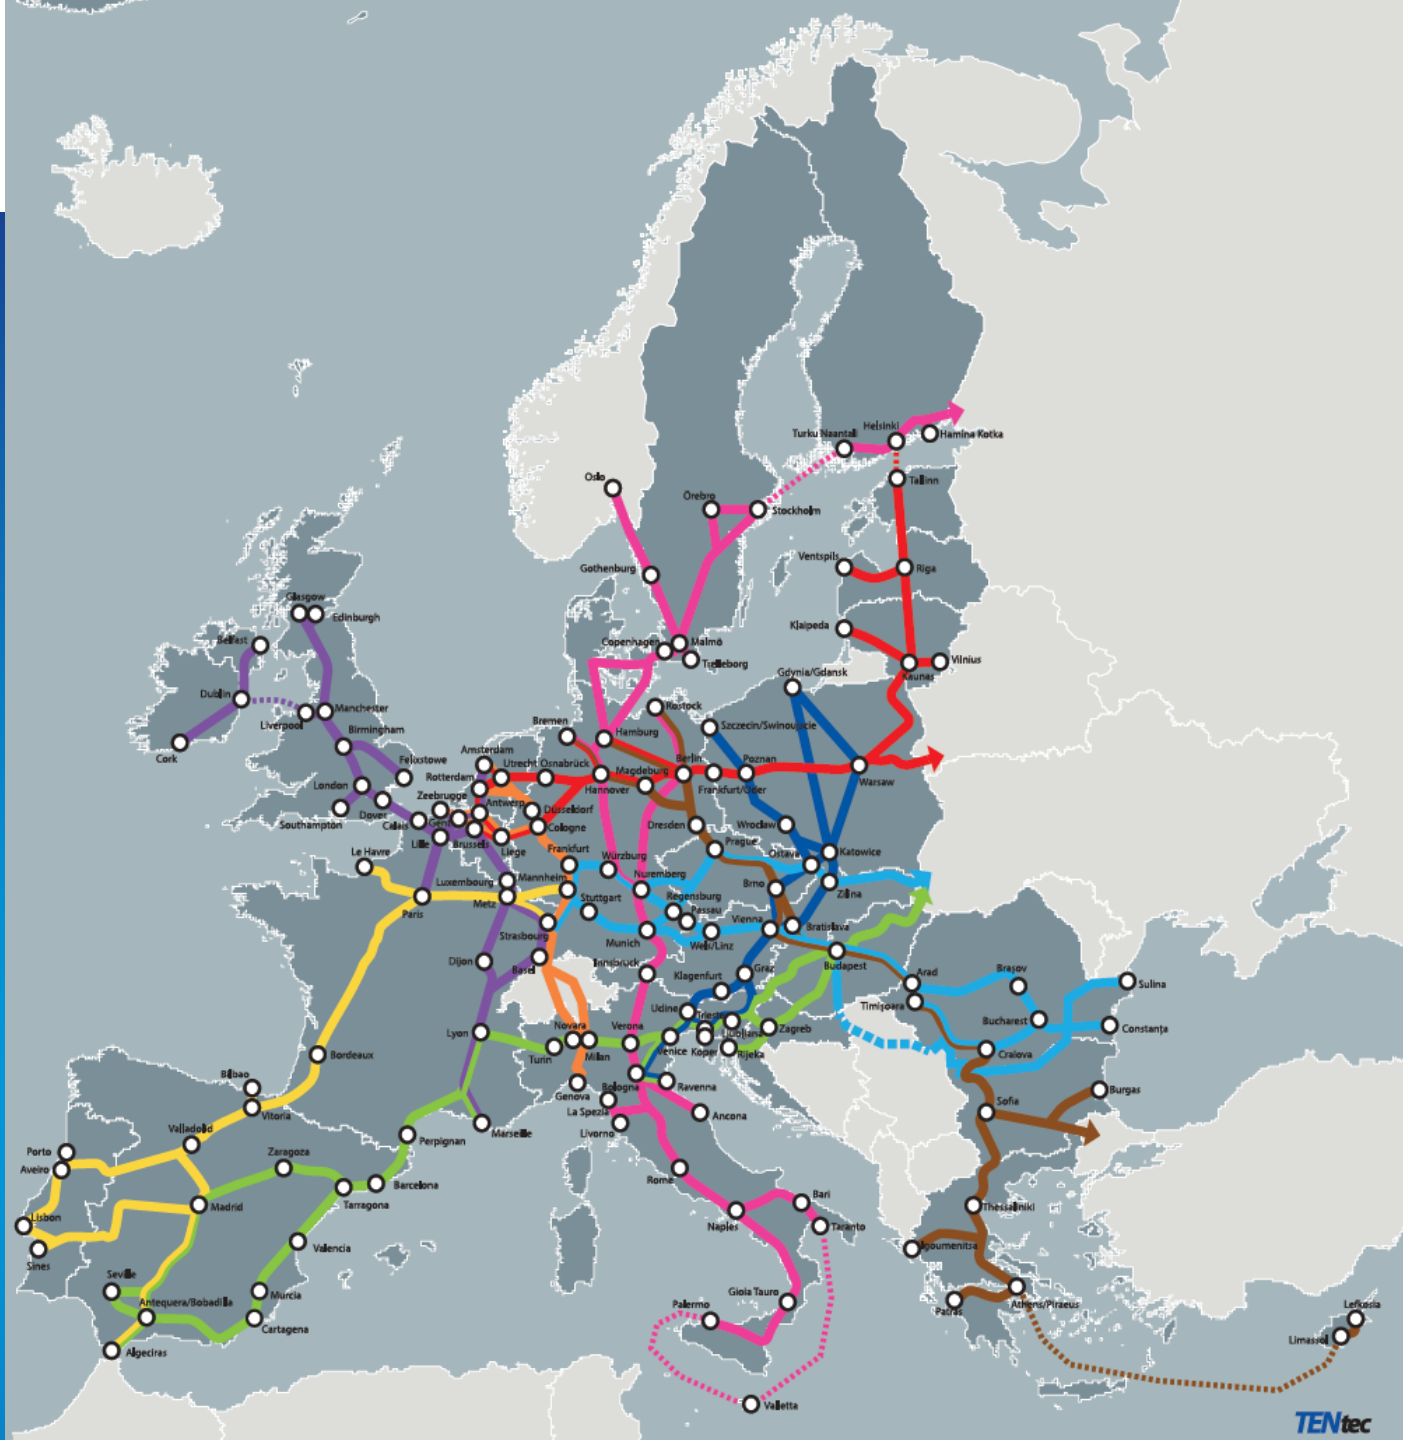 Helsinki
Turku Naantali
Hamina Kotka
Oslo
Tallinn
Örebro
Stockholm
Ventspils
Riga
Gothenburg
Glasgow
Edinburgh
Klaipeda
Belfast
Copenhagen
Malmö
Trelleborg
Vilnius
Kaunas
Gdynia/Gdansk
Dublin
Rostock
Manchester
Liverpool
Bremen
Szczecin/Swinoujscie
Birmingham
Hamburg
Cork
Amsterdam
Felixstowe
Utrecht
Osnabrück
Berlin
Poznan
Rotterdam
Magdeburg
Warsaw
London
Hannover
Frankfurt/Oder
Zeebrugge
Antwerp
Düsseldorf
Dover
Southampton
Calais
Gent
Cologne
Dresden
Wroclaw
Lille
Brussels
Liege
Prague
Le Havre
Frankfurt
Würzburg
Ostava
Katowice
Nuremberg
Luxembourg
Mannheim
Brno
Zilina
Metz
Stuttgart
Regensburg
Paris
Passau
Vienna
Bratislava
Strasbourg
Munich
Wels/Linz
Dijon
Basel
Innsbruck
Klagenfurt
Graz
Budapest
Arad
Braşov
Sulina
Timişoara
Udine
Trieste
Bucharest
Constanţa
Lyon
Novara
Verona
Ljubljana
Zagreb
Turin
Milan
Venice
Koper
Rijeka
Craiova
Bordeaux
Bilbao
Genova
Bologna
Ravenna
Burgas
Vitoria
La Spezia
Ancona
Sofia
Valladolid
Livorno
Marseille
Perpignan
Porto
Zaragoza
Aveiro
Rome
Barcelona
Tarragona
Madrid
Bari
Thessaloniki
Lisbon
Naples
Taranto
Valencia
Igoumenitsa
Sines
Seville
Murcia
Gioia Tauro
Antequera/Bobadilla
Palermo
Patras
Athens/Piraeus
Lefkosia
Cartagena
Limassol
Algeciras
Valletta
TENtec